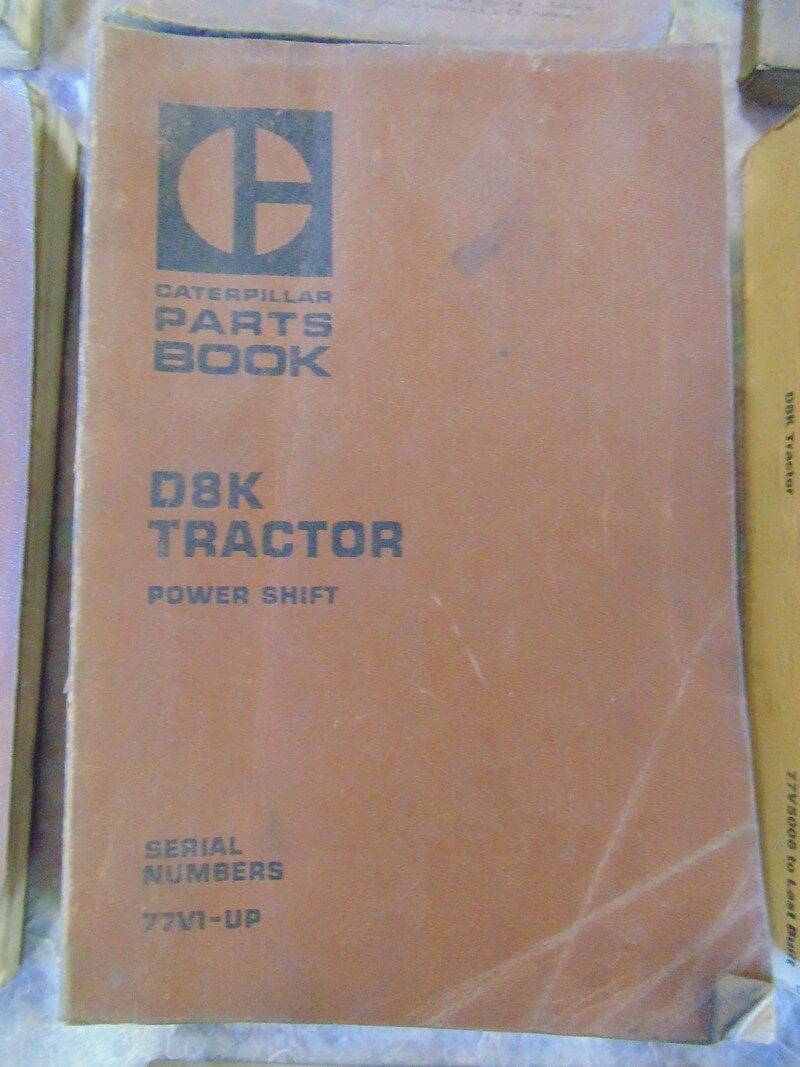 CATERPILLAR
PARTS
BOOK
D8K
TRACTOR
POWER SHIFT
SERIAL
NUMBERS
77V1-UP
D8K Tractor
77V5006 to Last Built